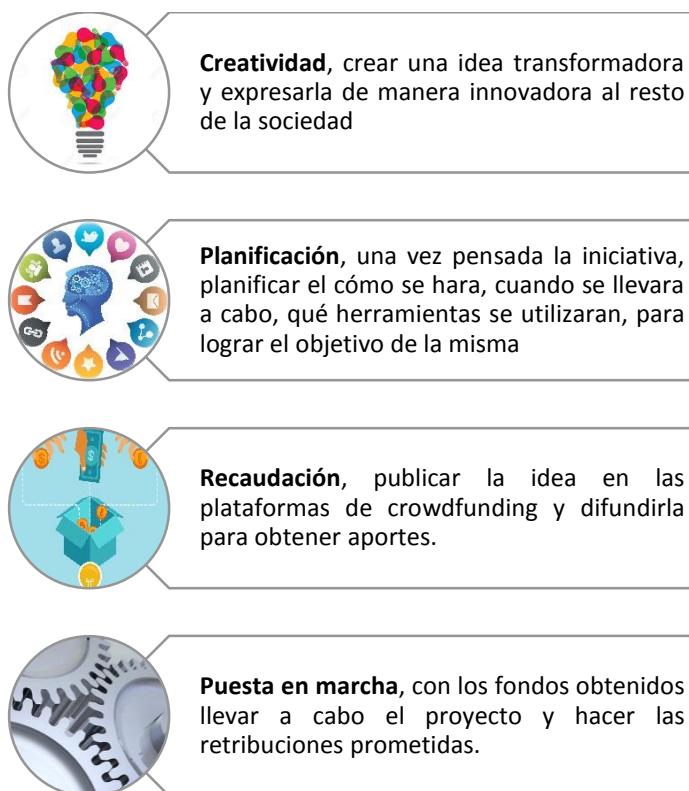 Creatividad, crear una idea transformadora
y expresarla de manera innovadora al resto
de la sociedad
Planificación, una vez pensada la iniciativa,
planificar el cómo se hara, cuando se llevara
a cabo, qué herramientas se utilizaran, para
lograr el objetivo de la misma
Recaudación, publicar la idea en las
plataformas de crowdfunding y difundirla
para obtener aportes.
Puesta en marcha, con los fondos obtenidos
llevar a cabo el proyecto y hacer las
retribuciones prometidas.